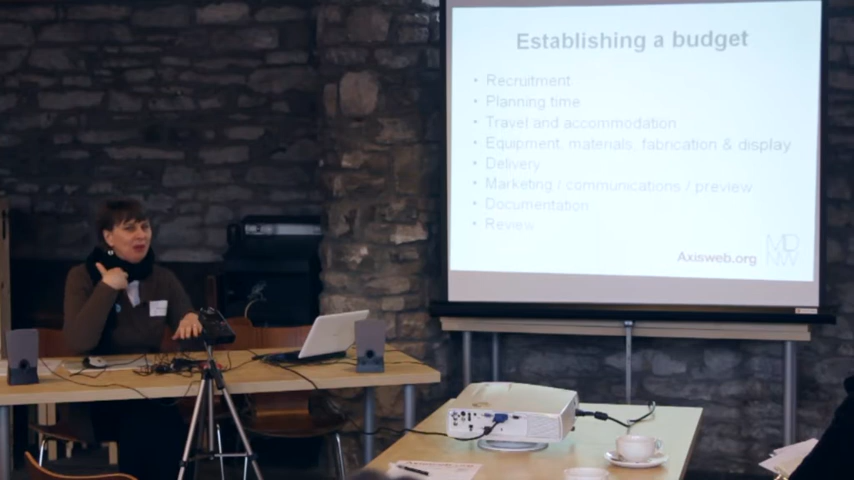 Establishing a budget
• Recruitment
• Planning time
• Travel and accommodation
• Equipment, materials, fabrication & display
• Delivery
• Marketing / communications / preview
• Documentation
• Review
Axisweb.org